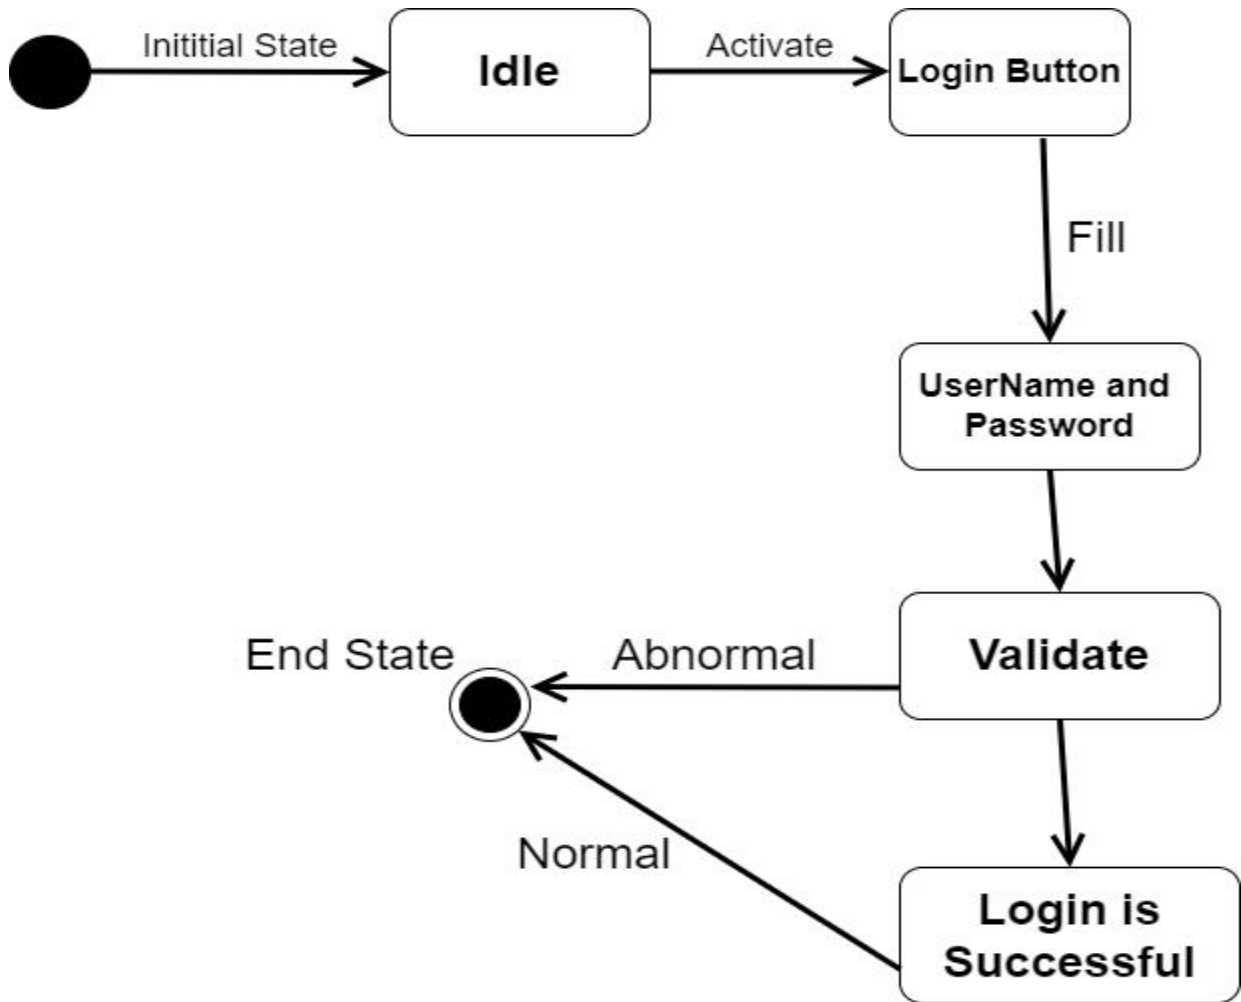 Inititial State
Idle
Activate
Login Button
Fill
UserName and
Password
End State
Abnormal
Validate
Normal
Login is
Successful